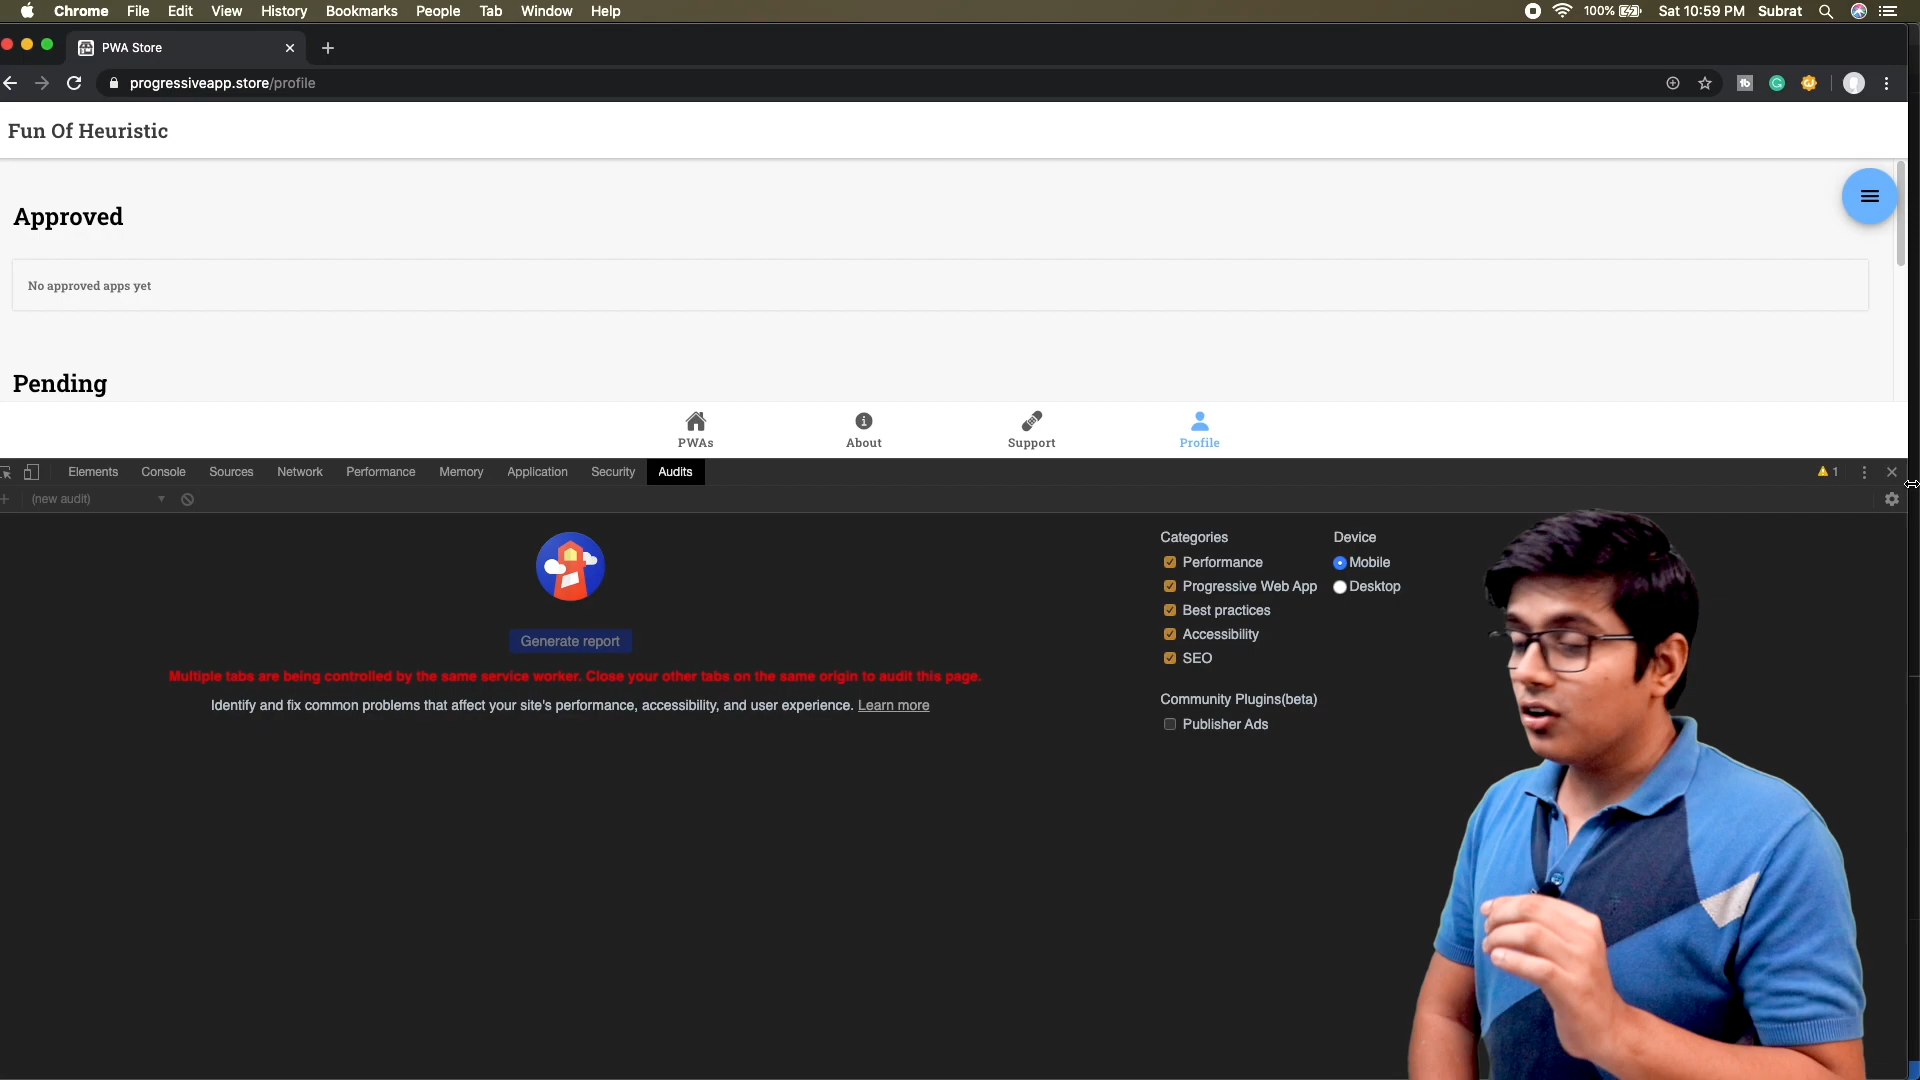 Chrome File Edit View History Bookmarks People Tab Window Help 100% Sat 10:59 PM Subrat
PWA Store
progressiveapp.store/profile
Fun Of Heuristic
Approved
No approved apps yet
Pending
PWAs About Support Profile
Elements Console Sources Network Performance Memory Application Security Audits 1
(new audit)
Categories Device
Performance Mobile
Progressive Web App Desktop
Best practices
Accessibility
SEO
Generate report
Multiple tabs are being controlled by the same service worker. Close your other tabs on the same origin to audit this page.
Identify and fix common problems that affect your site's performance, accessibility, and user experience. Learn more
Community Plugins(beta)
Publisher Ads